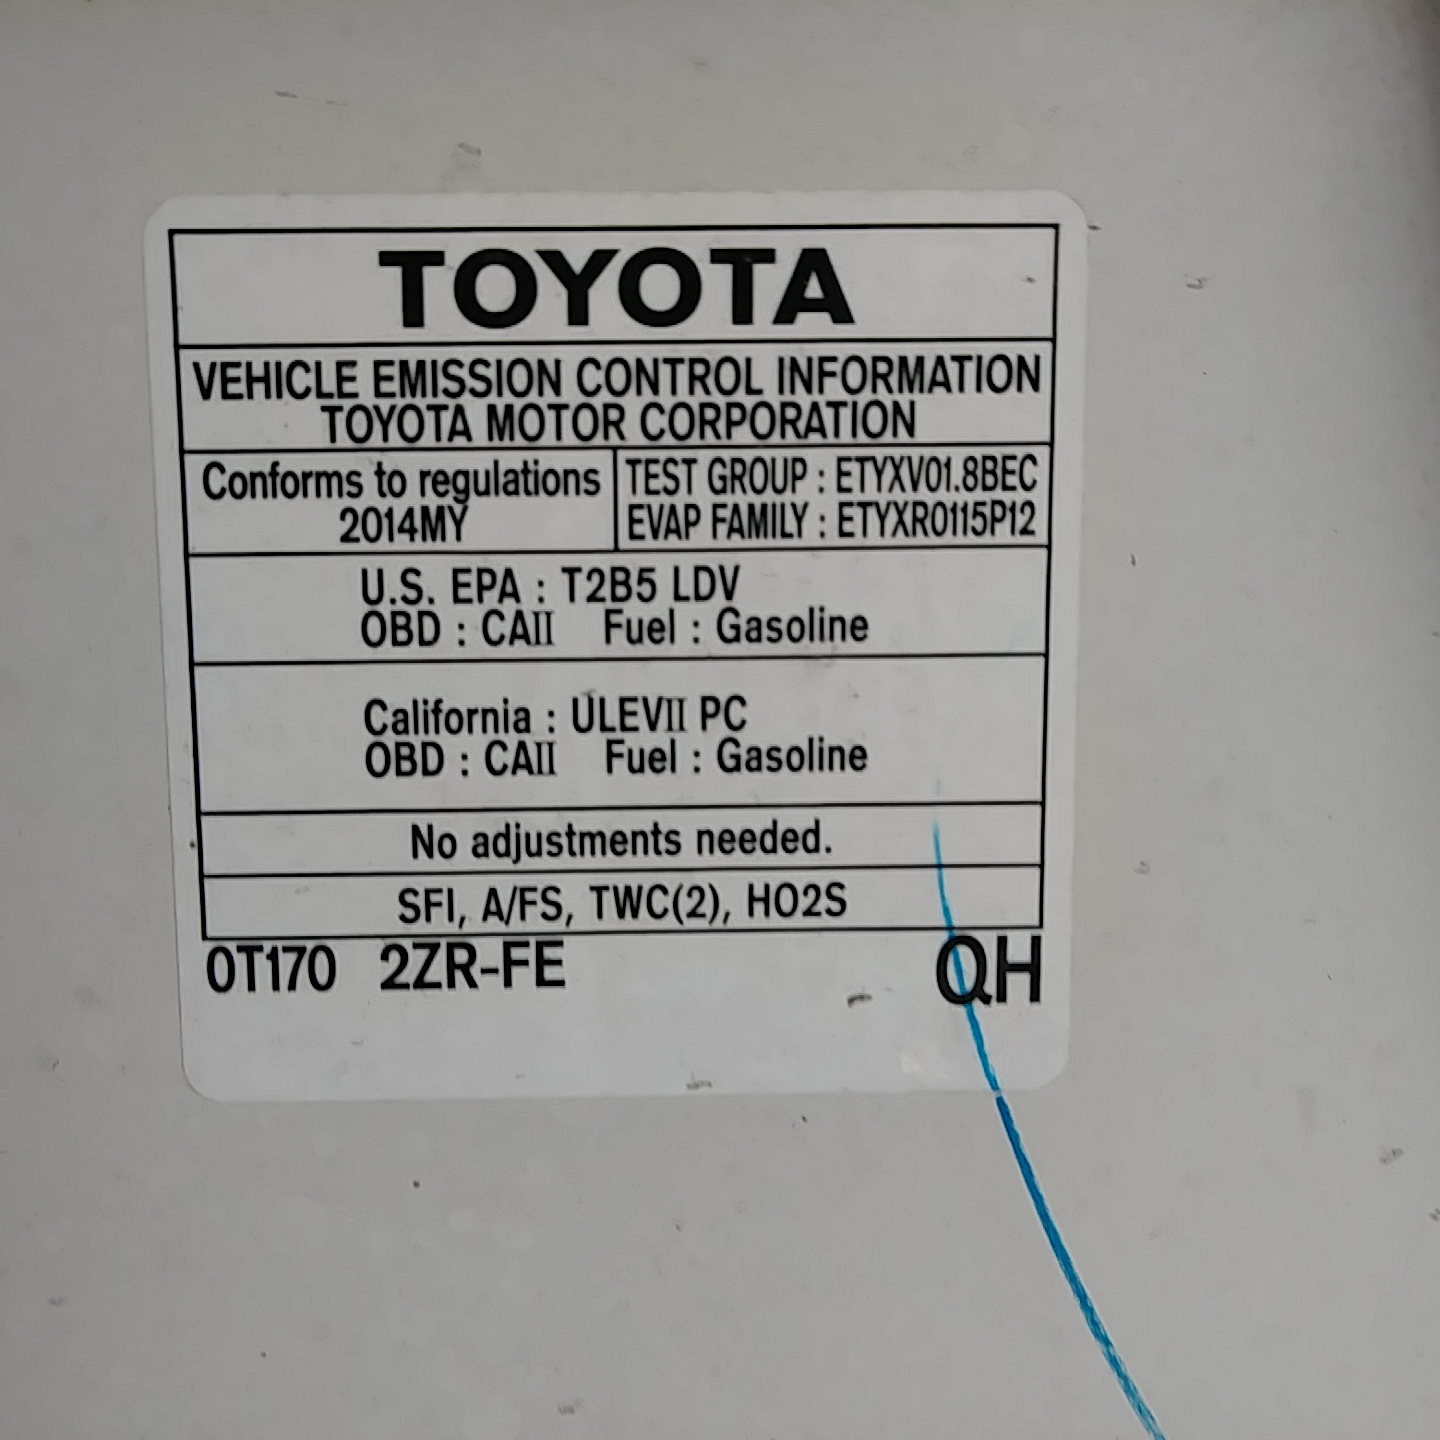 TOYOTA
VEHICLE EMISSION CONTROL INFORMATION
TOYOTA MOTOR CORPORATION
Conforms to regulations
2014MY
TEST GROUP : ETYXV01.8BEC
EVAP FAMILY : ETYXR0115P12
U.S. EPA : T2B5 LDV
OBD : CAII Fuel : Gasoline
California : ULEVII PC
OBD : CAII Fuel : Gasoline
No adjustments needed.
SFI, A/FS, TWC(2), HO2S
0T170 2ZR-FE QH